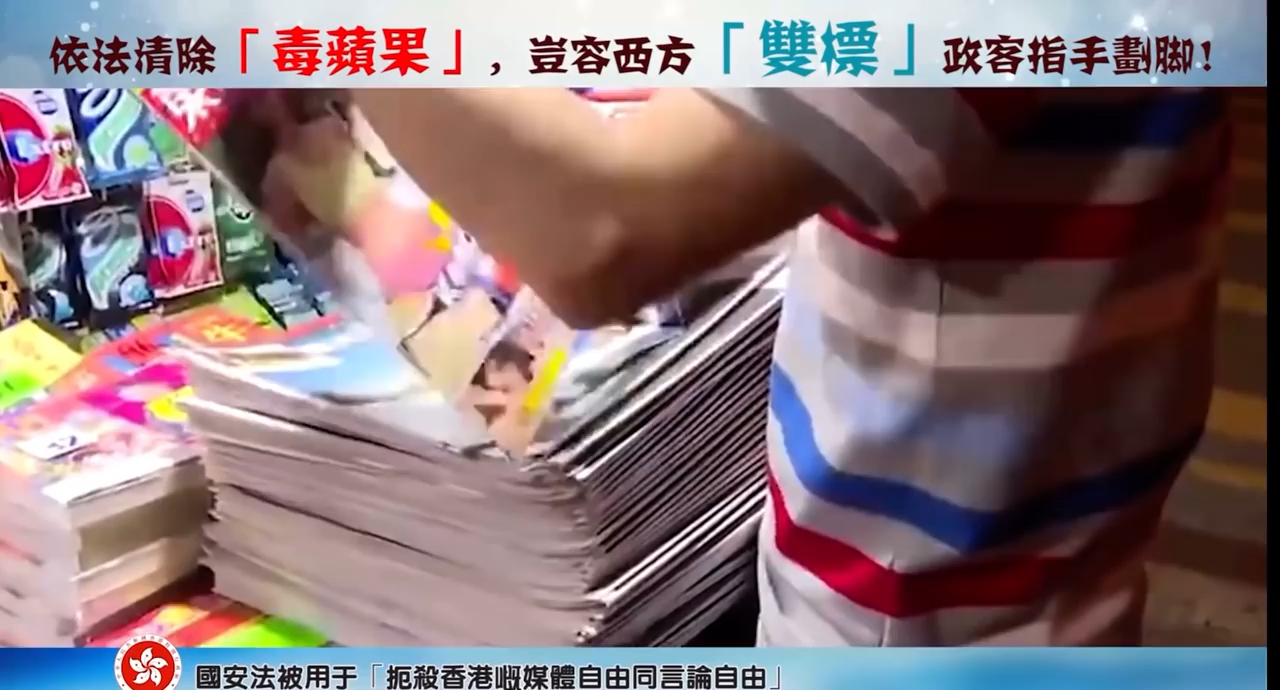 依法清除「毒蘋果」，豈容西方「雙標」政客指手劃腳！
國安法被用于「扼殺香港嘅媒體自由同言論自由」